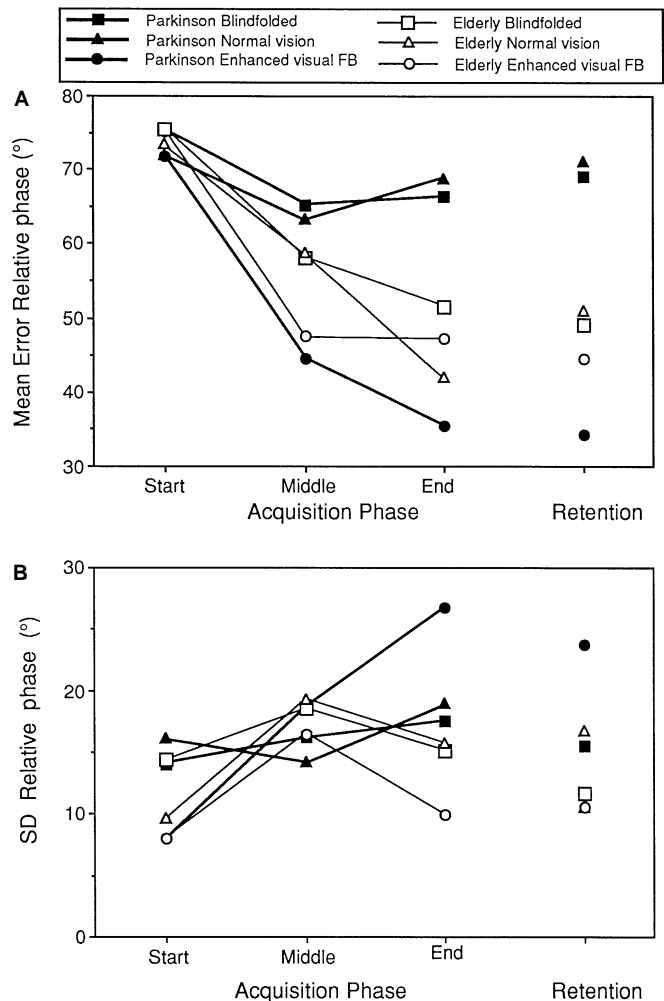 Parkinson Blindfolded
Parkinson Normal vision
Parkinson Enhanced visual FB
Elderly Blindfolded
Elderly Normal vision
Elderly Enhanced visual FB
A
Mean Error Relative phase (°)
80
70
60
50
40
30
Start Middle End
Acquisition Phase Retention
B
SD Relative phase (°)
30
20
10
0
Start Middle End
Acquisition Phase Retention